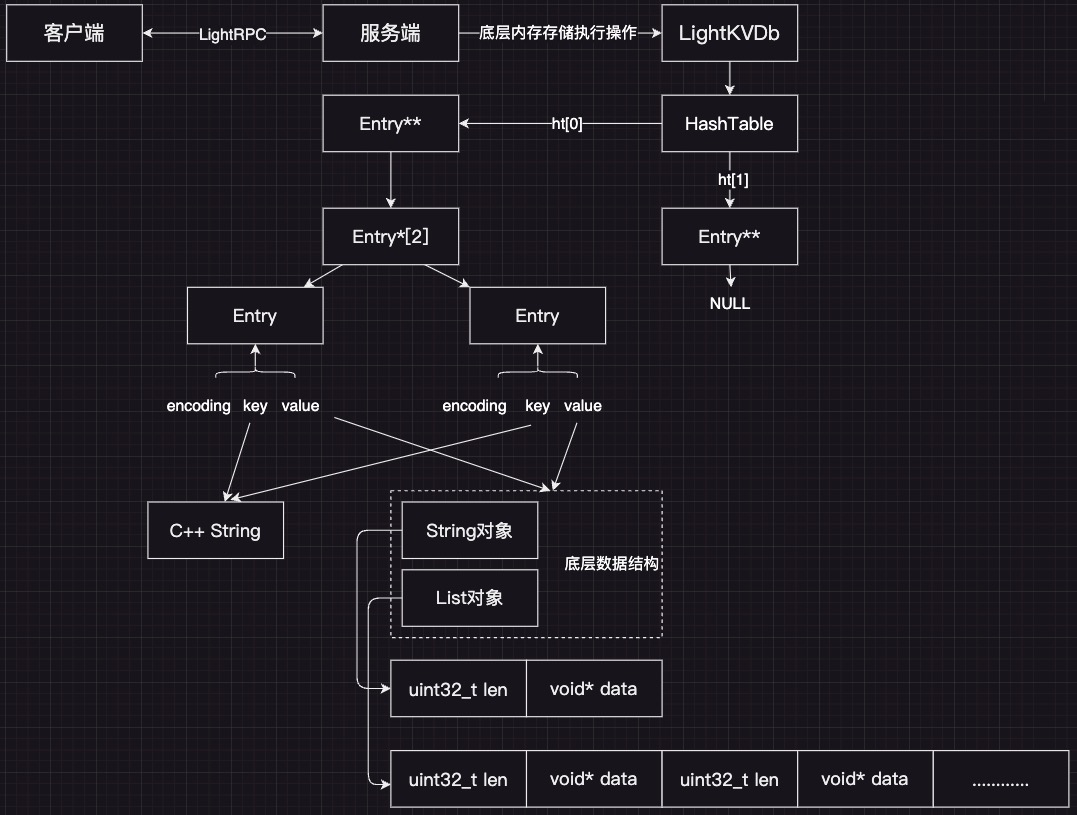 客户端
LightRPC
服务端
底层内存存储执行操作
LightKVDb
Entry**
ht[0]
HashTable
ht[1]
Entry*[2]
Entry**
Entry
Entry
NULL
encoding key value
encoding key value
C++ String
String对象
底层数据结构
List对象
uint32_t len void* data
uint32_t len void* data uint32_t len void* data ............